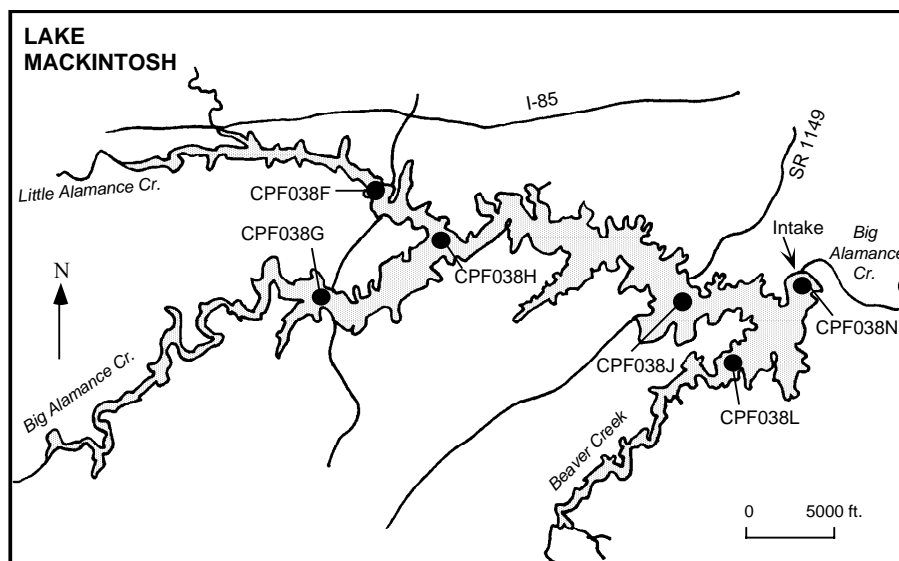 LAKE
MACKINTOSH
I-85
SR 1149
Little Alamance Cr.
CPF038F
CPF038G
CPF038H
Intake
Big
Alamance
Cr.
N
CPF038N
CPF038J
CPF038L
Big Alamance Cr.
Beaver Creek
0 5000 ft.